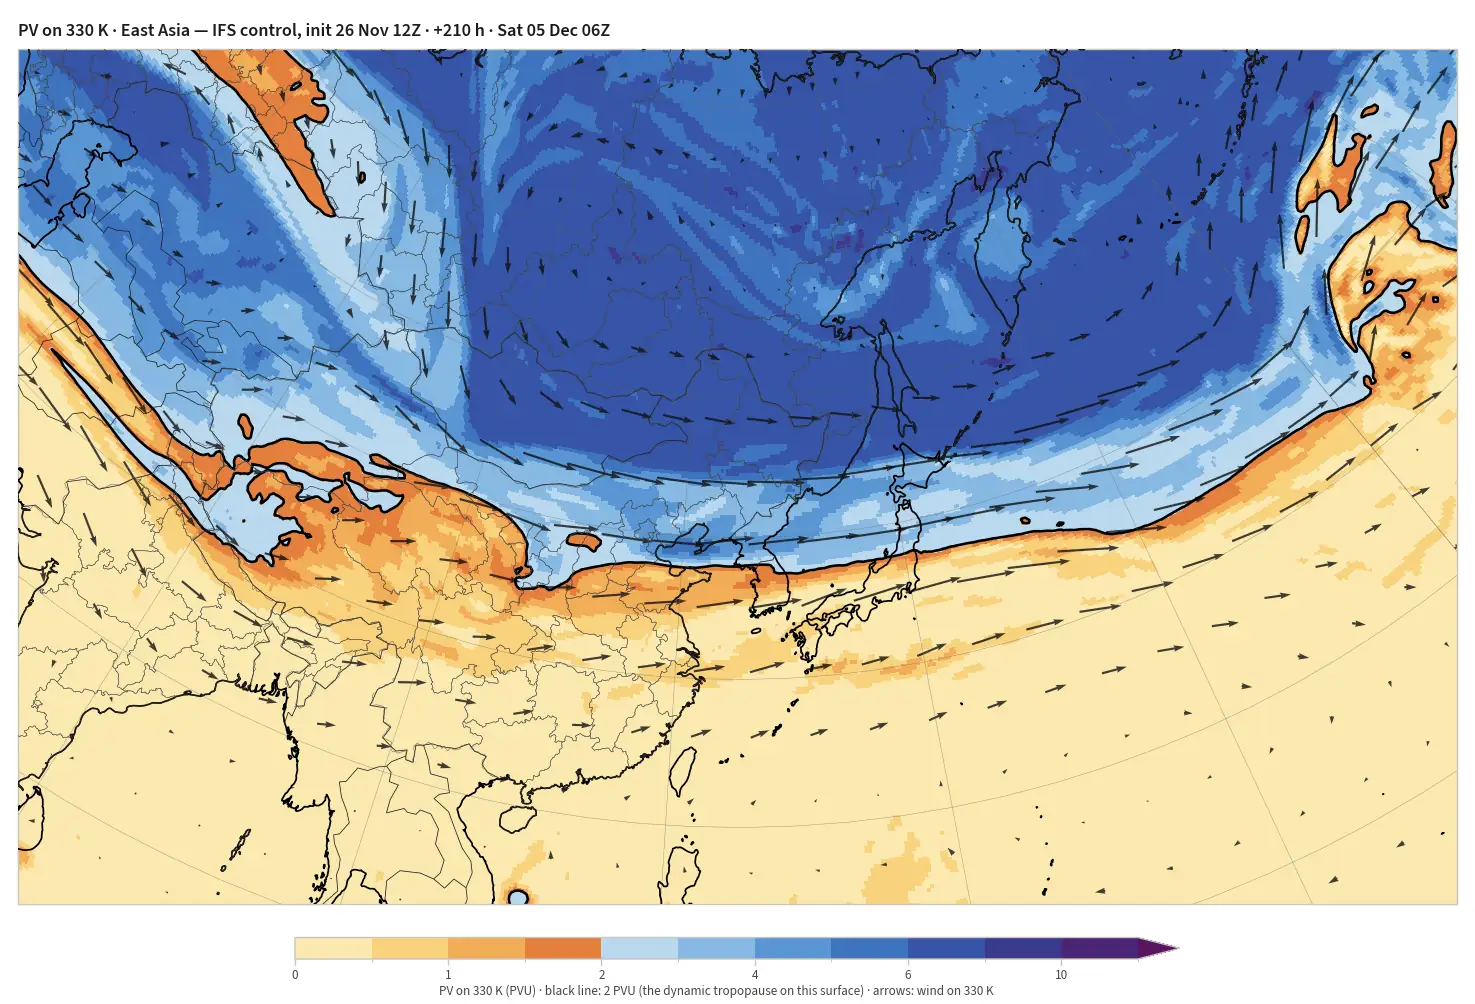 PV on 330 K · East Asia — IFS control, init 26 Nov 12Z · +210 h · Sat 05 Dec 06Z
0 1 2 4 6 10
PV on 330 K (PVU) · black line: 2 PVU (the dynamic tropopause on this surface) · arrows: wind on 330 K